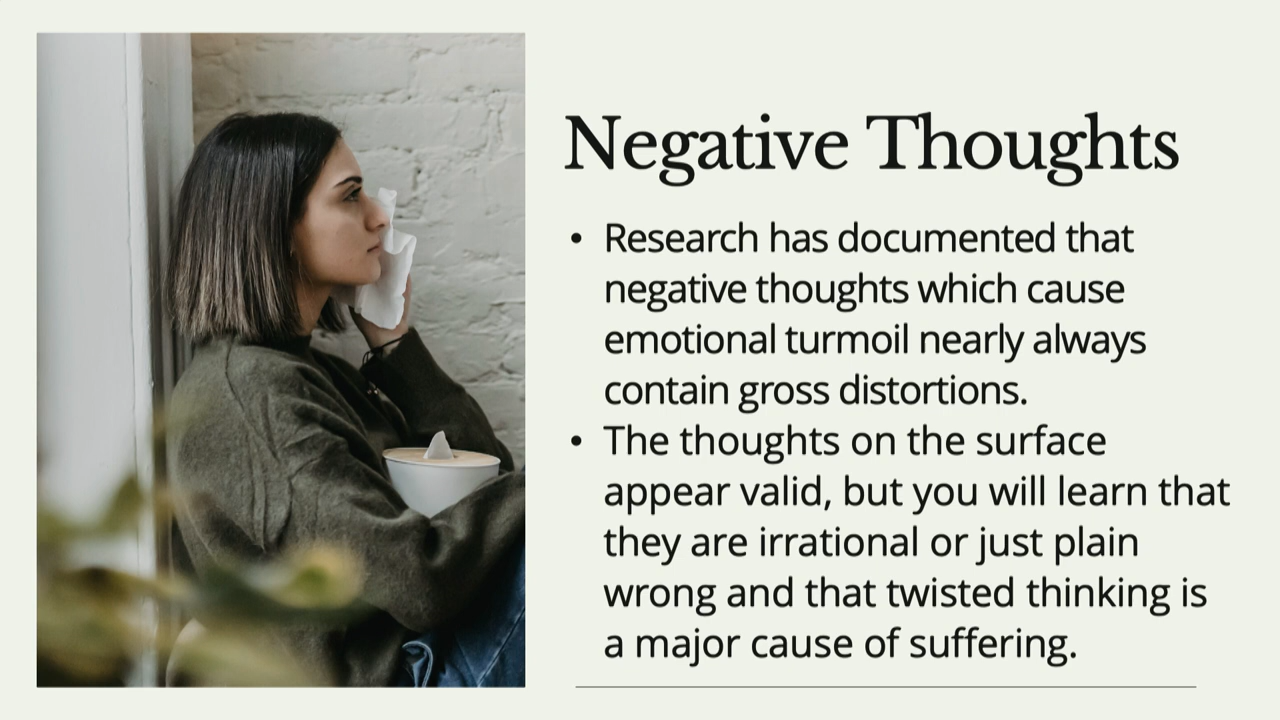 Negative Thoughts
• Research has documented that
negative thoughts which cause
emotional turmoil nearly always
contain gross distortions.
• The thoughts on the surface
appear valid, but you will learn that
they are irrational or just plain
wrong and that twisted thinking is
a major cause of suffering.